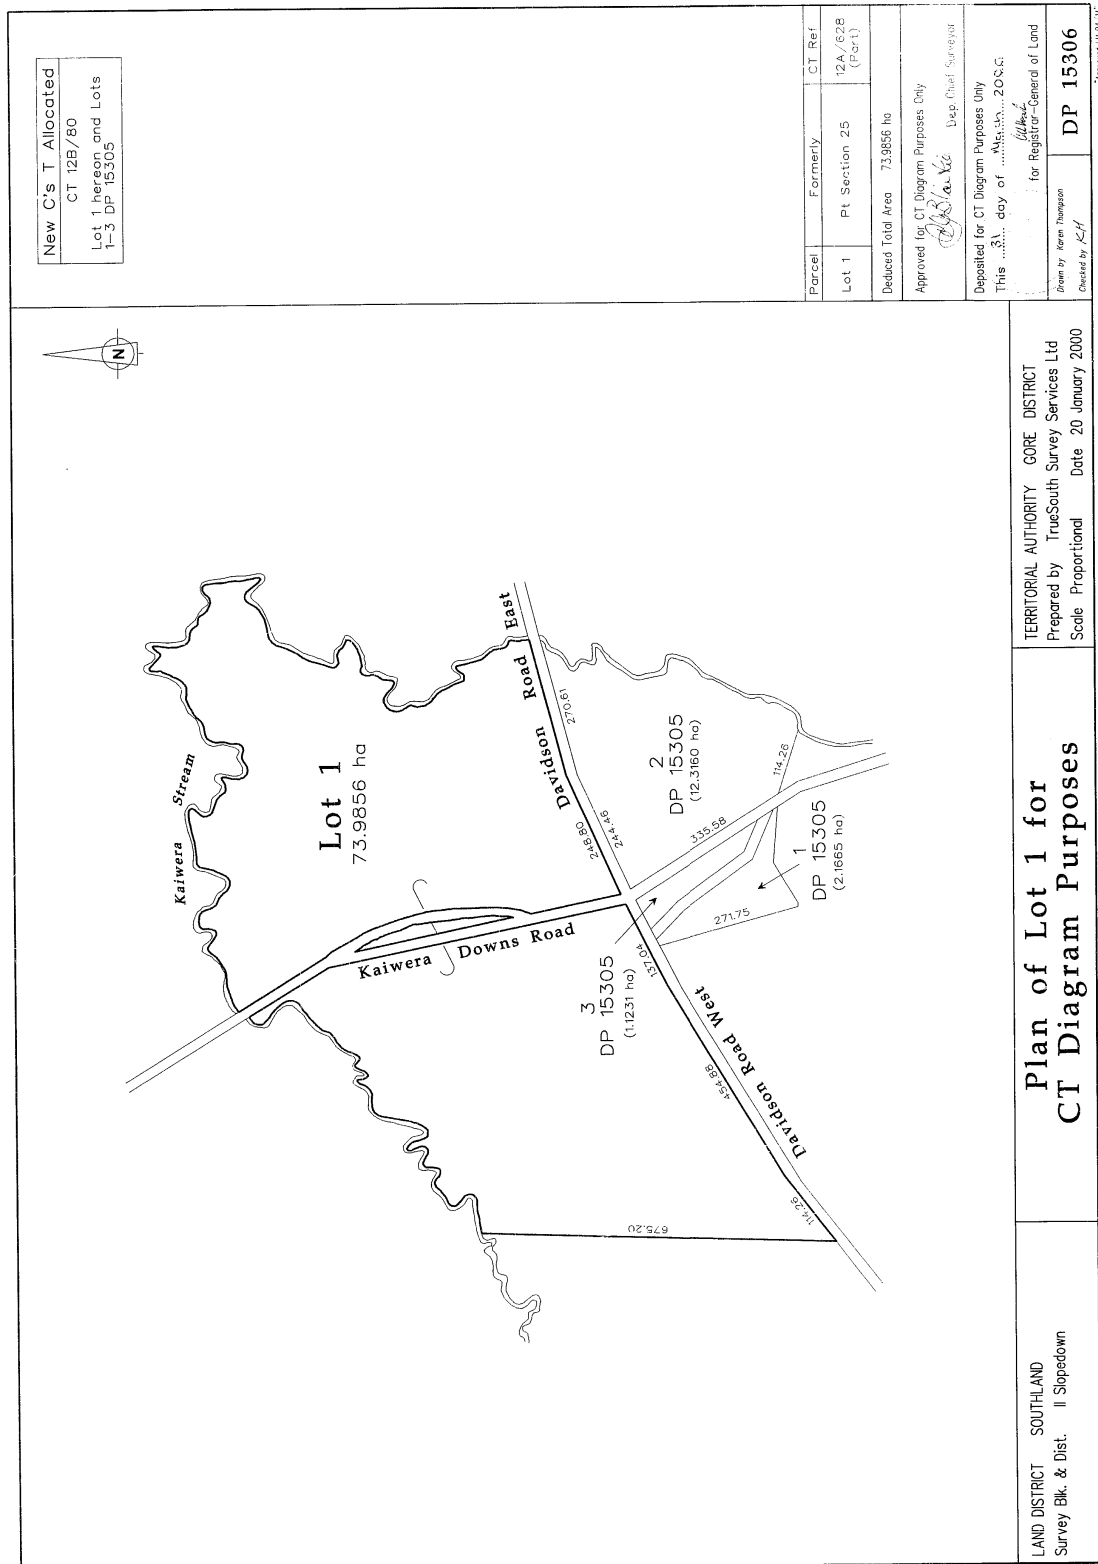 New C's T Allocated
CT 12B/80
Lot 1 hereon and Lots
1-3 DP 15305
N
Kaiwera Stream
Lot 1
73.9856 ha
Kaiwera Downs Road
Davidson Road East
270.61
248.80
244.46
2
DP 15305
(12.3160 ha)
335.58
114.26
1
DP 15305
(2.1665 ha)
271.75
3
DP 15305
(1.1231 ha)
137.04
Davidson Road West
454.88
114.26
675.20
Parcel Formerly CT Ref
Lot 1 Pt Section 25 12A/628
(Part)
Deduced Total Area 73.9856 ha
Approved for CT Diagram Purposes Only
Dep. Chief Surveyor
Deposited for CT Diagram Purposes Only
This 31 day of March 2000
for Registrar-General of Land
Drawn by Karen Thompson
Checked by KH
DP 15306
LAND DISTRICT SOUTHLAND
Survey Blk. & Dist. II Slopedown
Plan of Lot 1 for
CT Diagram Purposes
TERRITORIAL AUTHORITY GORE DISTRICT
Prepared by TrueSouth Survey Services Ltd
Scale Proportional Date 20 January 2000